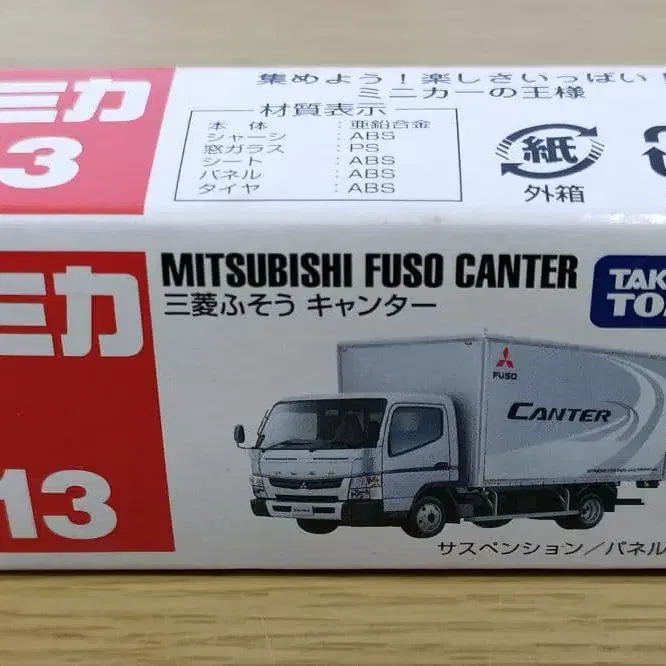 ミカ
3
集めよう!楽しさいっぱい!
ミニカーの王様
材質表示
本体 : 亜鉛合金
シャーシ : ABS
窓ガラス : PS
シート : ABS
パネル : ABS
タイヤ : ABS
紙
外箱
ミカ
13
MITSUBISHI FUSO CANTER
三菱ふそう キャンター
TAK
TO
FUSO
CANTER
サスペンション/パネル